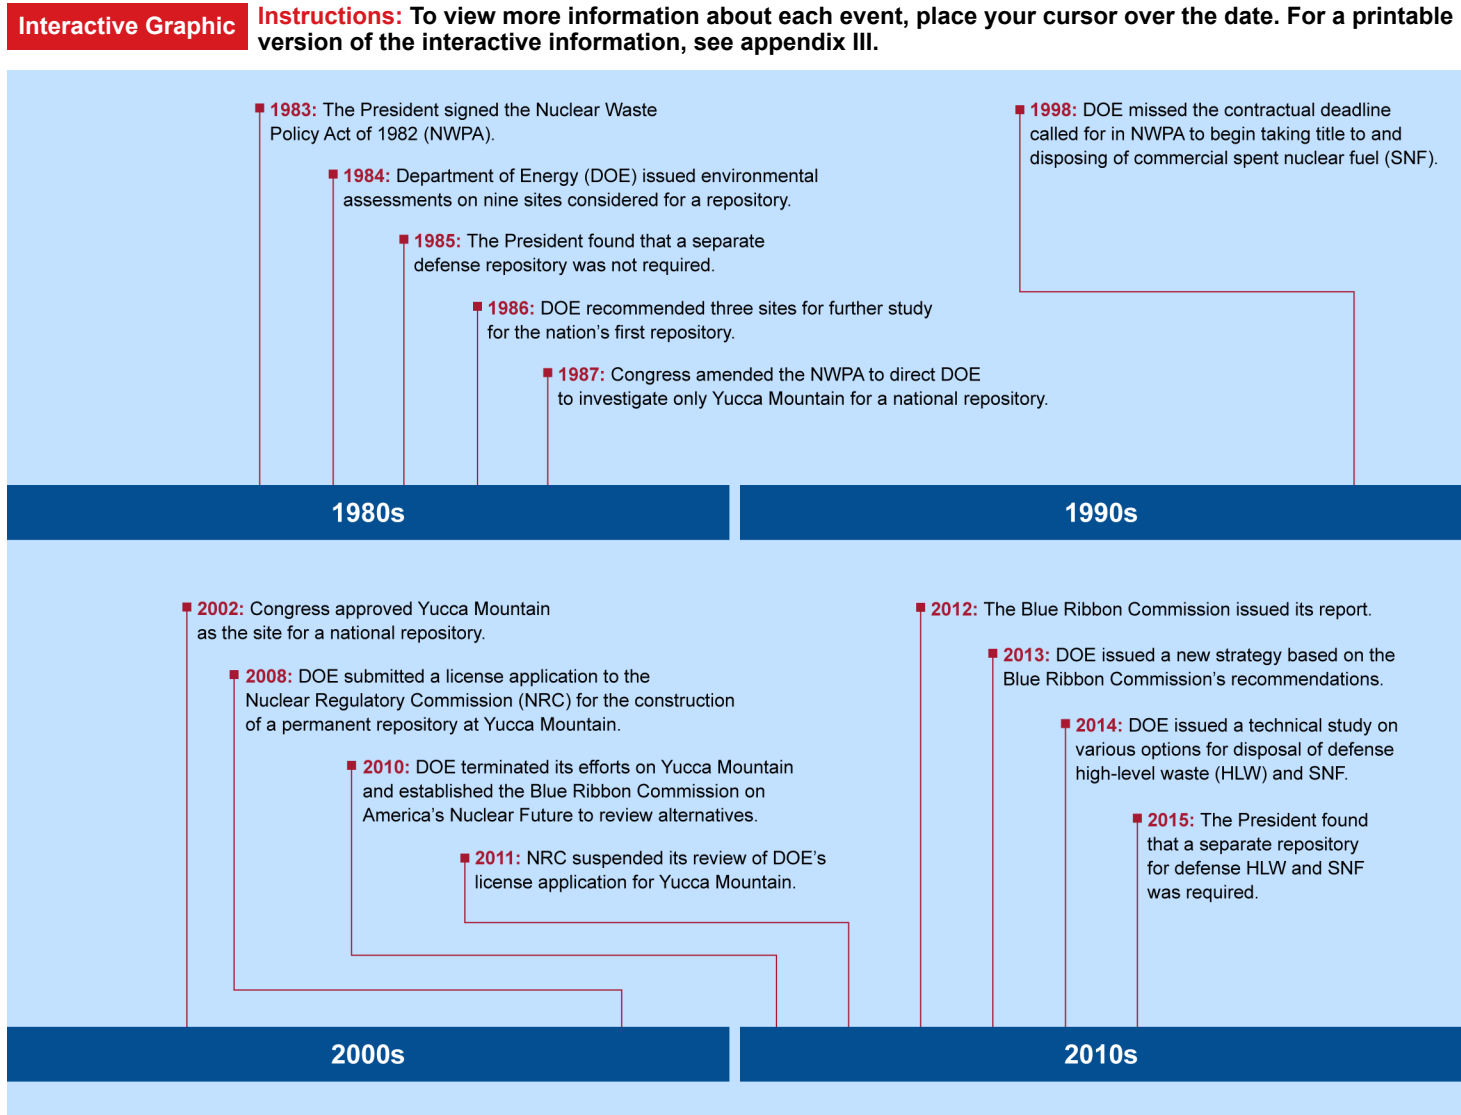 Interactive Graphic
Instructions: To view more information about each event, place your cursor over the date. For a printable
version of the interactive information, see appendix III.
1983: The President signed the Nuclear Waste
Policy Act of 1982 (NWPA).
1984: Department of Energy (DOE) issued environmental
assessments on nine sites considered for a repository.
1985: The President found that a separate
defense repository was not required.
1986: DOE recommended three sites for further study
for the nation’s first repository.
1987: Congress amended the NWPA to direct DOE
to investigate only Yucca Mountain for a national repository.
1998: DOE missed the contractual deadline
called for in NWPA to begin taking title to and
disposing of commercial spent nuclear fuel (SNF).
1980s
1990s
2002: Congress approved Yucca Mountain
as the site for a national repository.
2008: DOE submitted a license application to the
Nuclear Regulatory Commission (NRC) for the construction
of a permanent repository at Yucca Mountain.
2010: DOE terminated its efforts on Yucca Mountain
and established the Blue Ribbon Commission on
America’s Nuclear Future to review alternatives.
2011: NRC suspended its review of DOE’s
license application for Yucca Mountain.
2012: The Blue Ribbon Commission issued its report.
2013: DOE issued a new strategy based on the
Blue Ribbon Commission’s recommendations.
2014: DOE issued a technical study on
various options for disposal of defense
high-level waste (HLW) and SNF.
2015: The President found
that a separate repository
for defense HLW and SNF
was required.
2000s
2010s